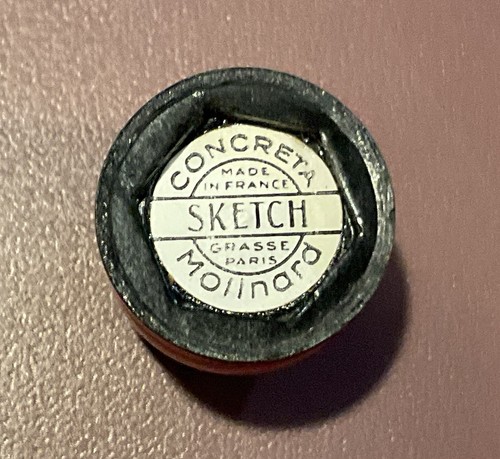 CONCRETA
MADE
IN FRANCE
SKETCH
GRASSE
PARIS
Molinard